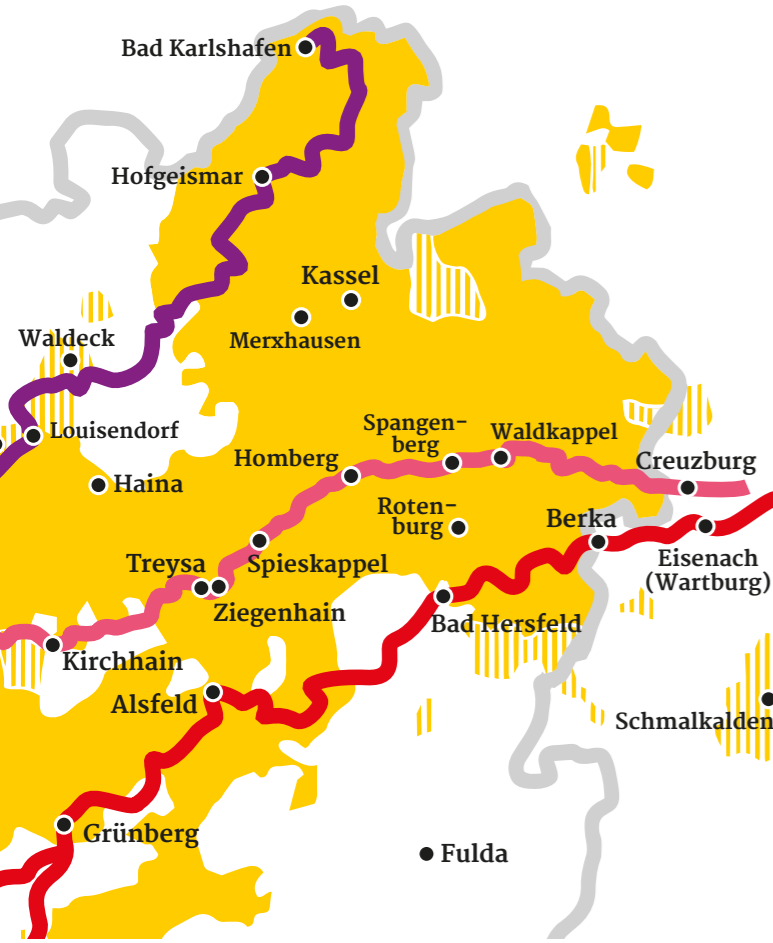 Bad Karlshafen
Hofgeismar
Kassel
Merxhausen
Waldeck
Louisendorf
Spangen-
berg
Waldkappel
Homberg
Creuzburg
Haina
Roten-
burg
Berka
Treysa
Spieskappel
Eisenach
(Wartburg)
Ziegenhain
Bad Hersfeld
Kirchhain
Alsfeld
Schmalkalden
Grünberg
Fulda